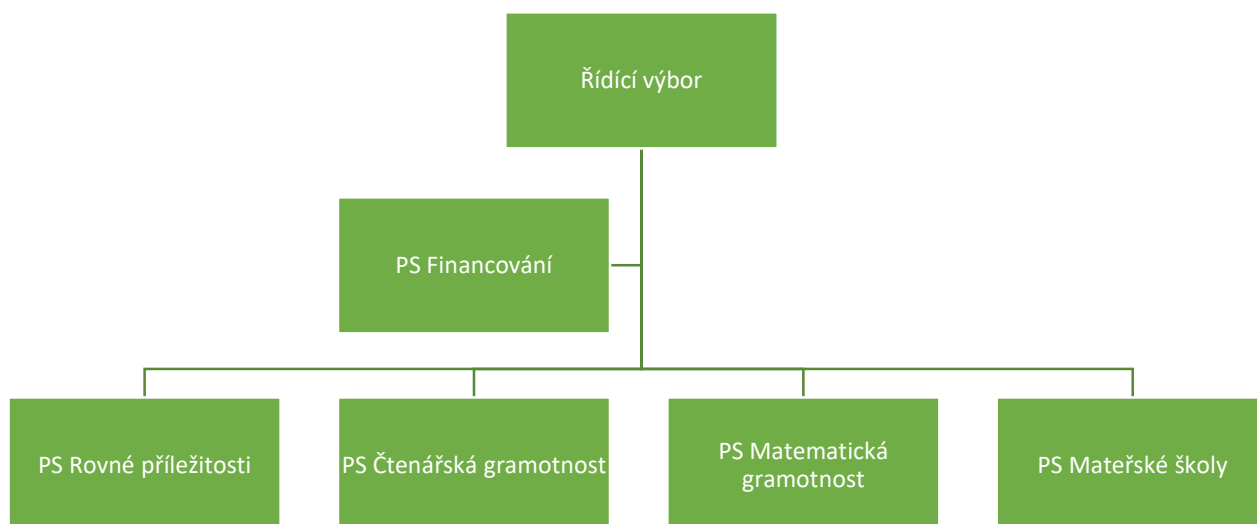 Řídící výbor
PS Financování
PS Rovné příležitosti
PS Čtenářská gramotnost
PS Matematická
gramotnost
PS Mateřské školy